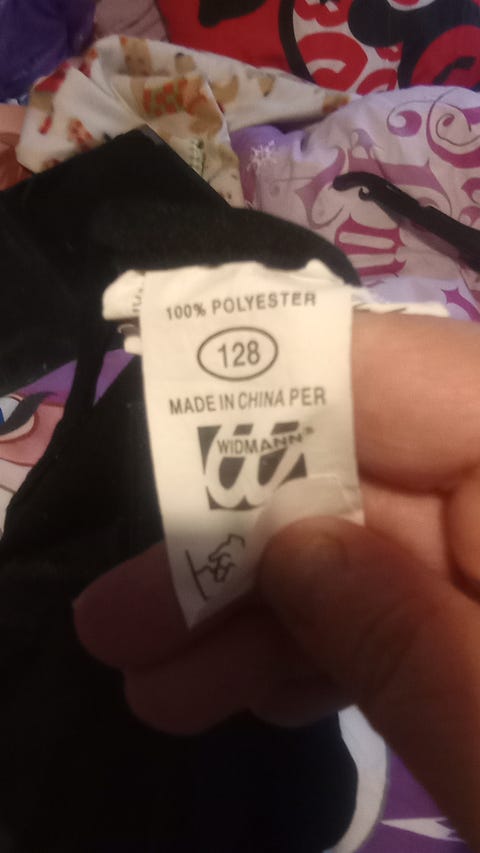 100% POLYESTER
128
MADE IN CHINA PER
WIDMANN®